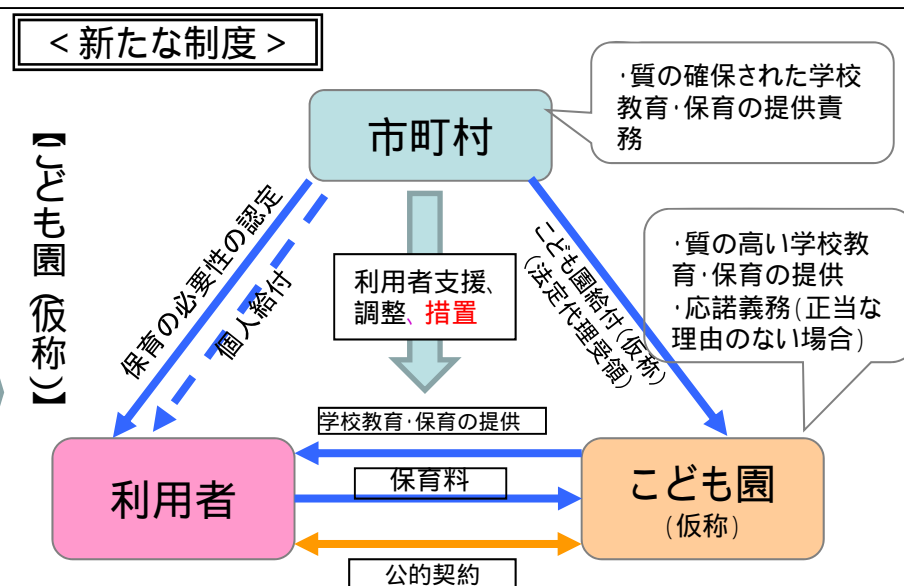 <新たな制度>
【こども園(仮称)】
市町村
・質の確保された学校
教育・保育の提供責
務
保育の必要性の認定
個人給付
利用者支援、
調整、措置
こども園給付(仮称)
(法定代理受領)
・質の高い学校教
育・保育の提供
・応諾義務(正当な
理由のない場合)
学校教育・保育の提供
利用者
保育料
こども園
(仮称)
公的契約